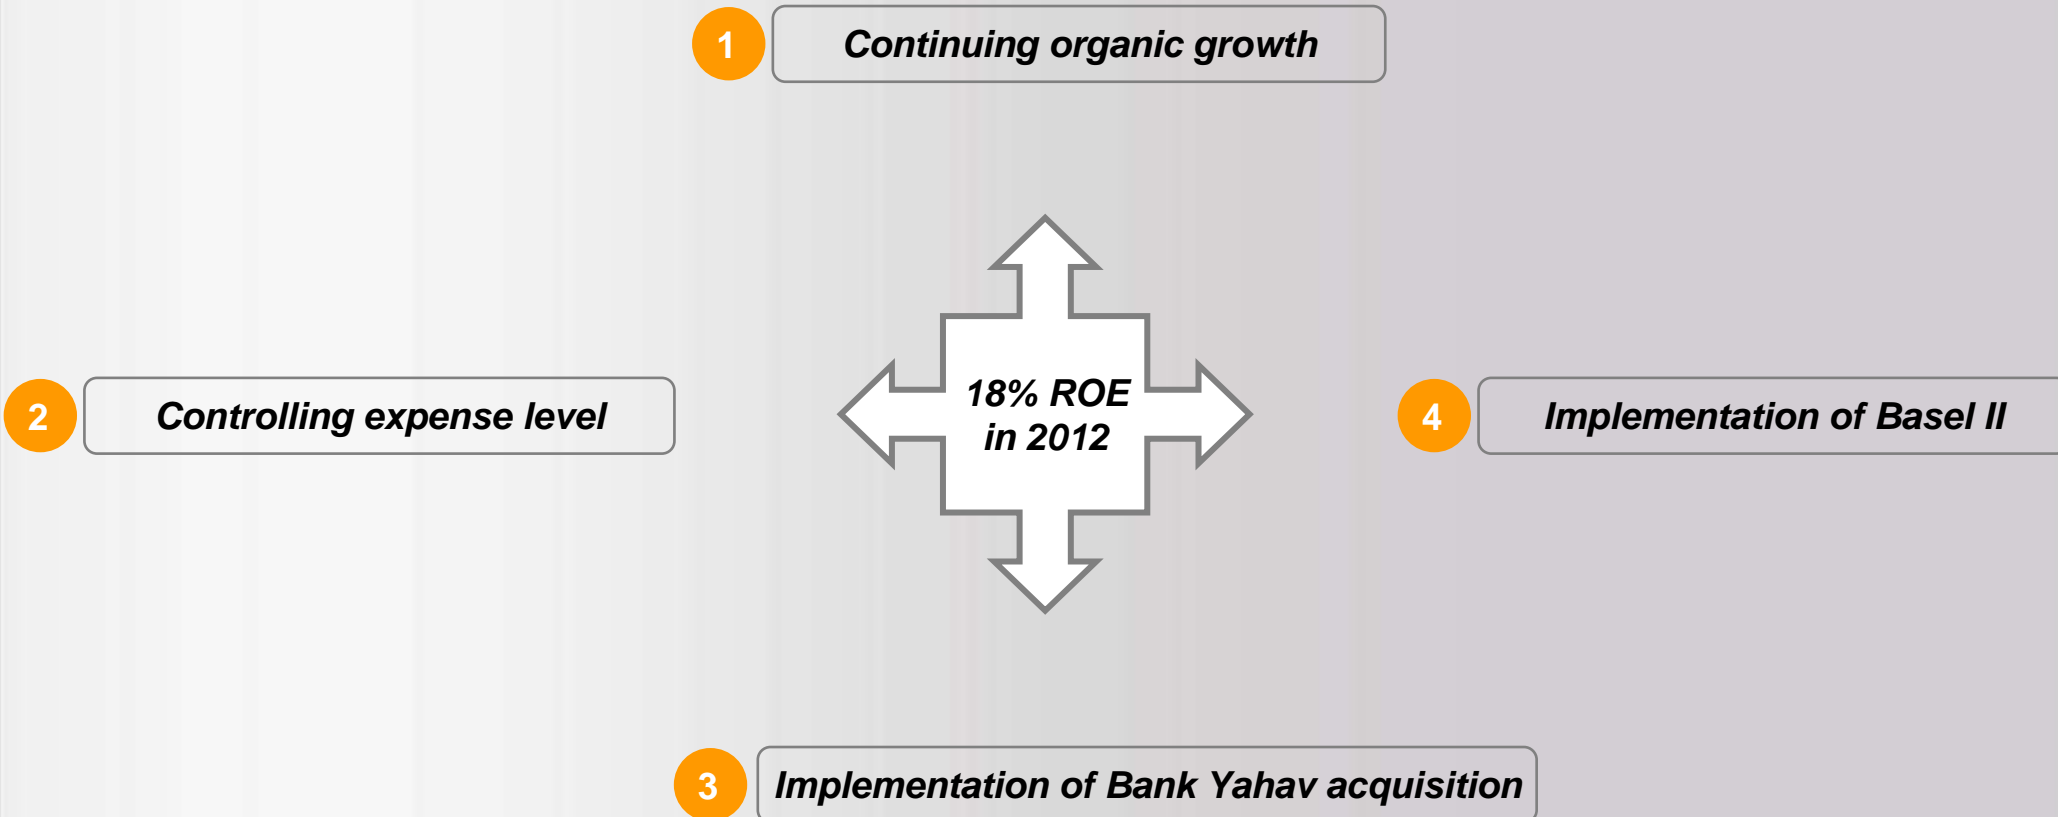 1 Continuing organic growth
2 Controlling expense level
18% ROE
in 2012
4 Implementation of Basel II
3 Implementation of Bank Yahav acquisition